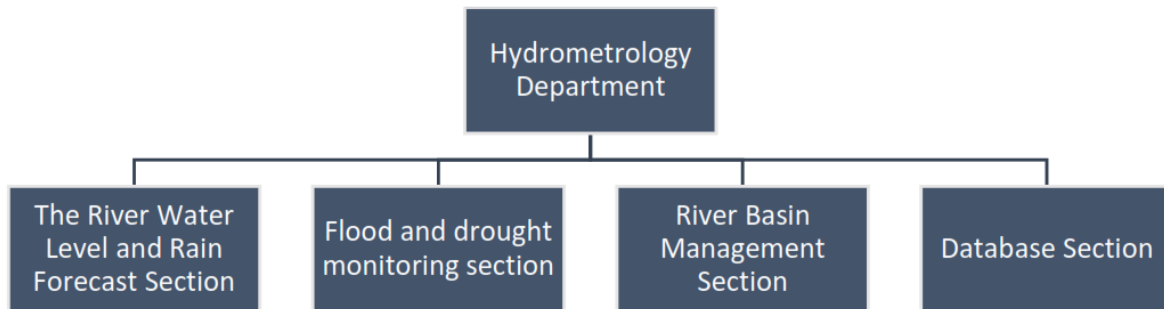 Hydrometrology
Department
The River Water
Level and Rain
Forecast Section
Flood and drought
monitoring section
River Basin
Management
Section
Database Section